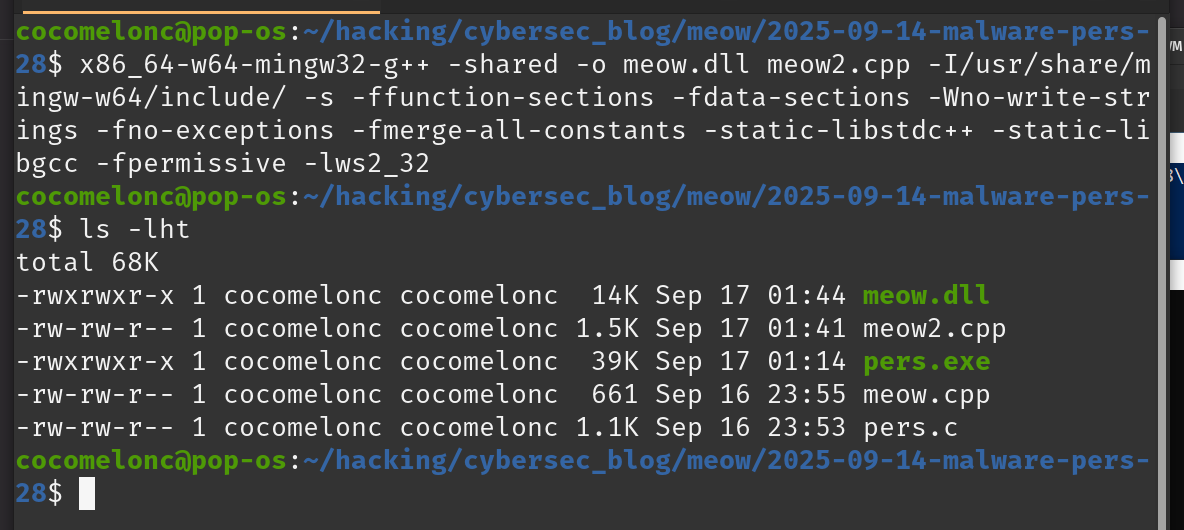 cocomelonc@pop-os:~/hacking/cybersec_blog/meow/2025-09-14-malware-pers-
28$ x86_64-w64-mingw32-g++ -shared -o meow.dll meow2.cpp -I/usr/share/m
ingw-w64/include/ -s -ffunction-sections -fdata-sections -Wno-write-str
ings -fno-exceptions -fmerge-all-constants -static-libstdc++ -static-li
bgcc -fpermissive -lws2_32
cocomelonc@pop-os:~/hacking/cybersec_blog/meow/2025-09-14-malware-pers-
28$ ls -lht
total 68K
-rwxrwxr-x 1 cocomelonc cocomelonc  14K Sep 17 01:44 meow.dll
-rw-rw-r-- 1 cocomelonc cocomelonc 1.5K Sep 17 01:41 meow2.cpp
-rwxrwxr-x 1 cocomelonc cocomelonc  39K Sep 17 01:14 pers.exe
-rw-rw-r-- 1 cocomelonc cocomelonc  661 Sep 16 23:55 meow.cpp
-rw-rw-r-- 1 cocomelonc cocomelonc 1.1K Sep 16 23:53 pers.c
cocomelonc@pop-os:~/hacking/cybersec_blog/meow/2025-09-14-malware-pers-
28$